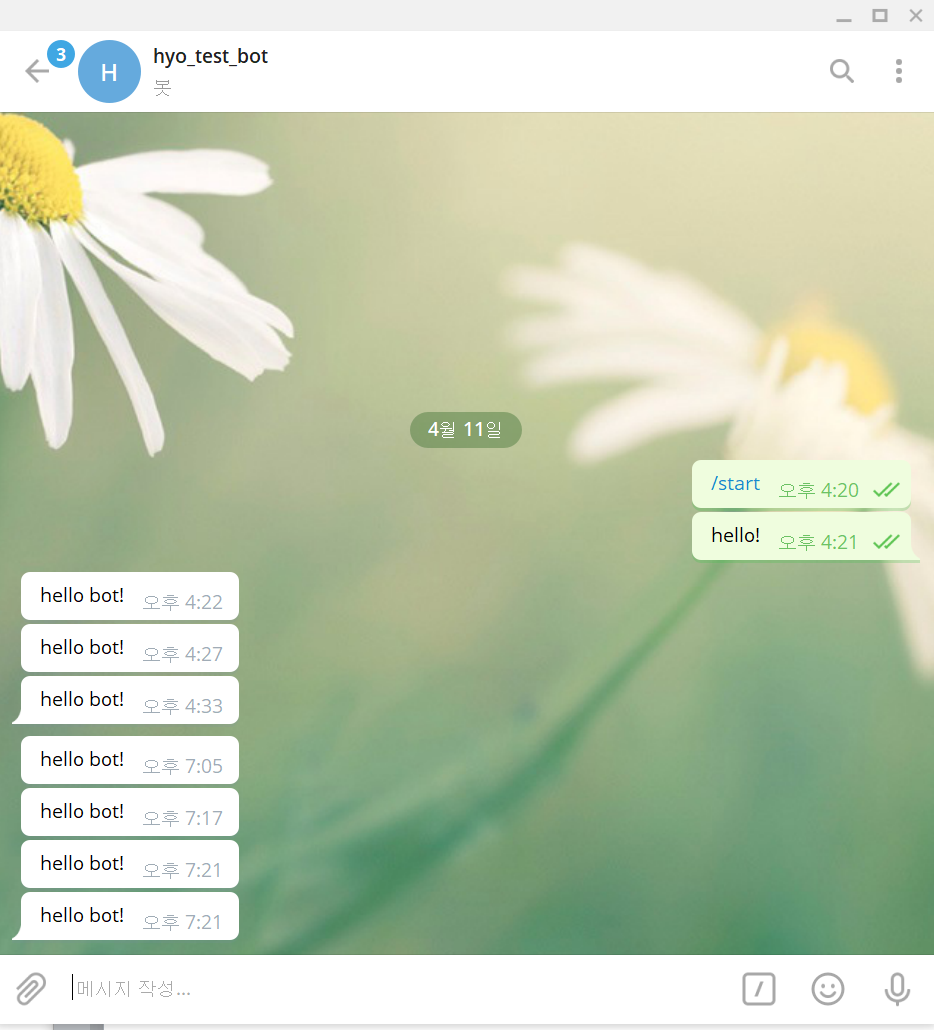 3
H
hyo_test_bot
봇
4월 11일
/start 오후 4:20
hello! 오후 4:21
hello bot! 오후 4:22
hello bot! 오후 4:27
hello bot! 오후 4:33
hello bot! 오후 7:05
hello bot! 오후 7:17
hello bot! 오후 7:21
hello bot! 오후 7:21
메시지 작성...
/